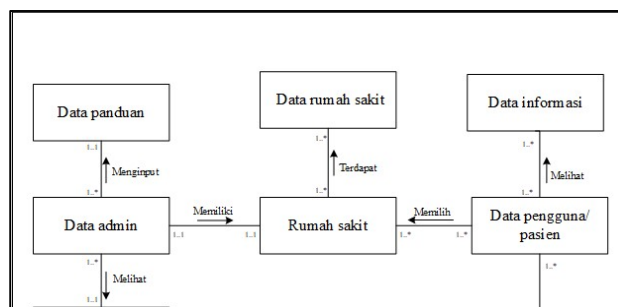 Data panduan
Data rumah sakit
Data informasi
1..1
1..*
1..*
Menginput
Terdapat
Melihat
1..*
1..*
1..*
Data admin
Memiliki
Rumah sakit
Memilih
Data pengguna/
pasien
1..1
1..1
1..*
1..*
1..*
Melihat
1..*
1..1